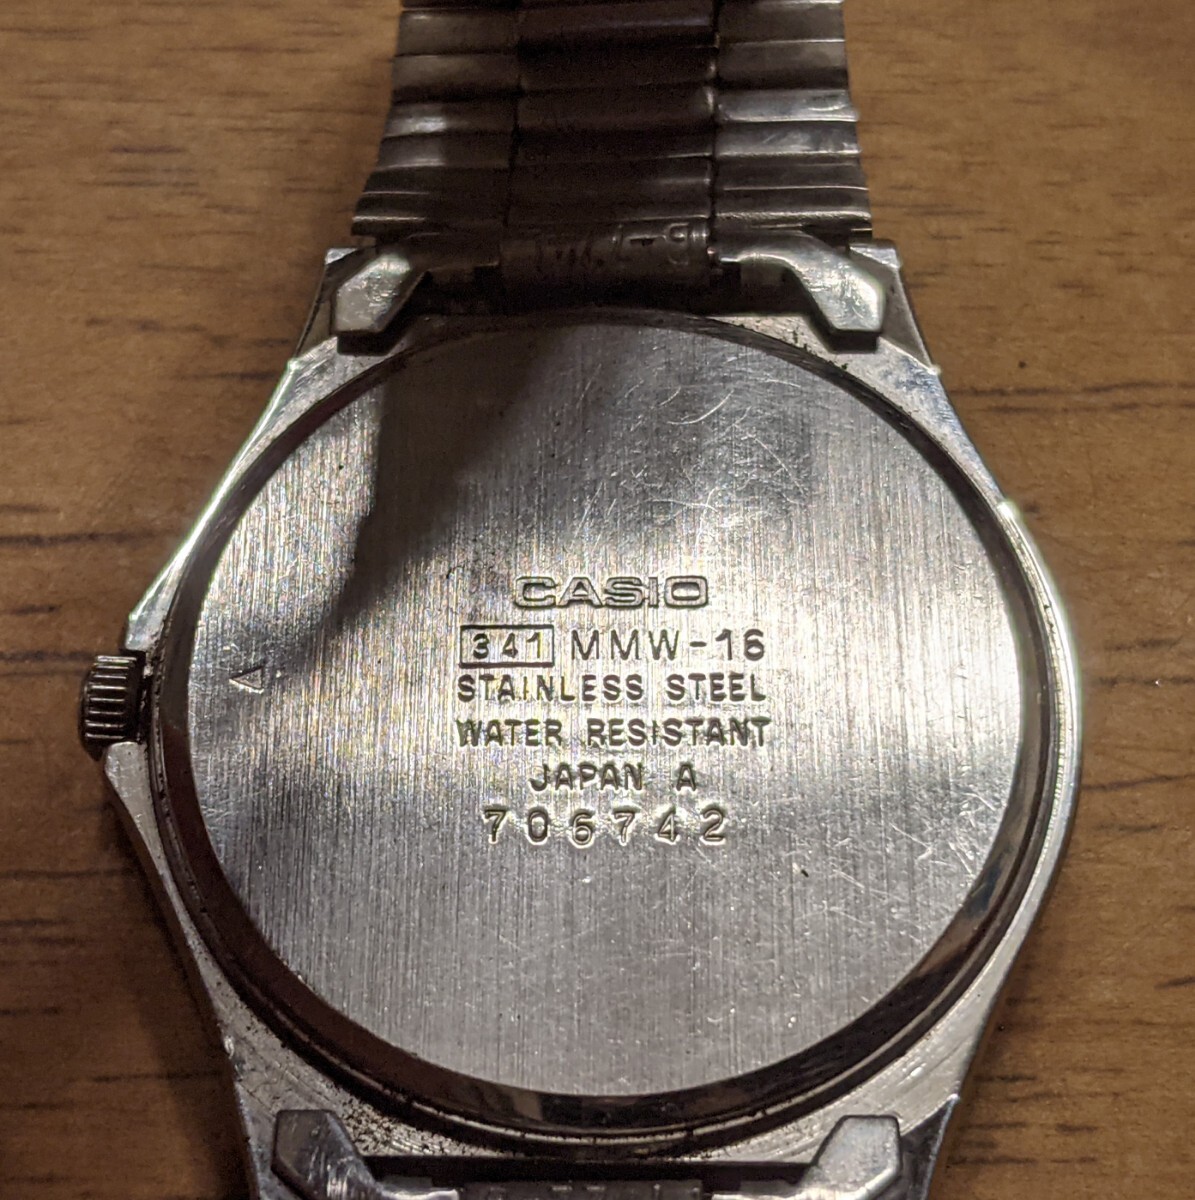 CASIO
341 MMW-16
STAINLESS STEEL
WATER RESISTANT
JAPAN A
706742